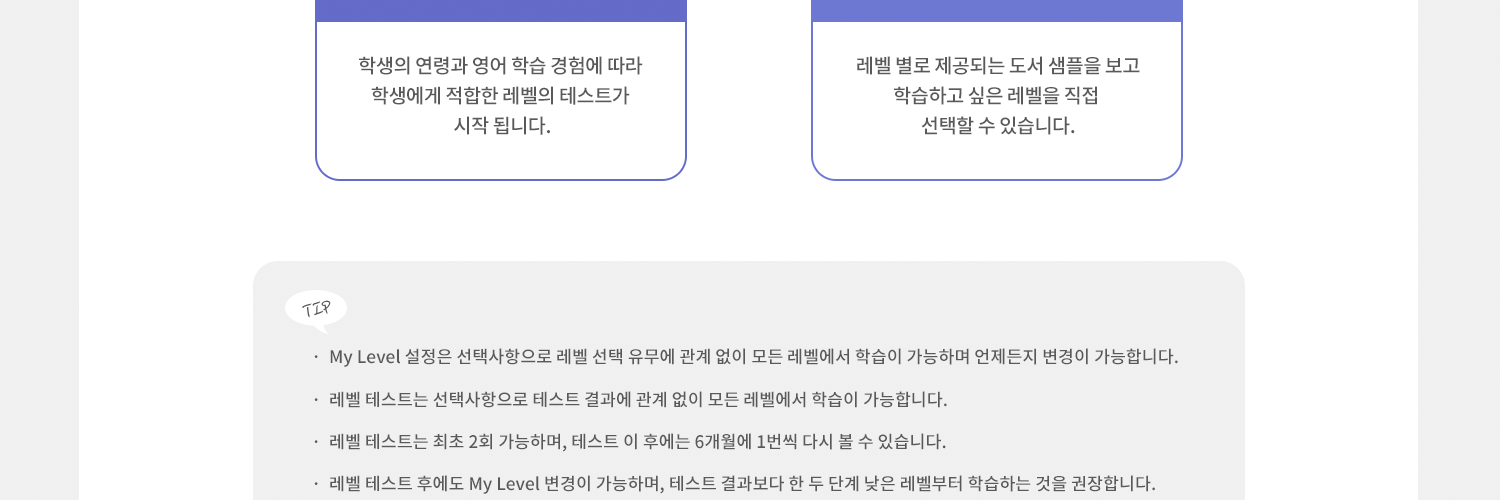 학생의 연령과 영어 학습 경험에 따라
학생에게 적합한 레벨의 테스트가
시작 됩니다.
레벨 별로 제공되는 도서 샘플을 보고
학습하고 싶은 레벨을 직접
선택할 수 있습니다.
TIP
· My Level 설정은 선택사항으로 레벨 선택 유무에 관계 없이 모든 레벨에서 학습이 가능하며 언제든지 변경이 가능합니다.
· 레벨 테스트는 선택사항으로 테스트 결과에 관계 없이 모든 레벨에서 학습이 가능합니다.
· 레벨 테스트는 최초 2회 가능하며, 테스트 이 후에는 6개월에 1번씩 다시 볼 수 있습니다.
· 레벨 테스트 후에도 My Level 변경이 가능하며, 테스트 결과보다 한 두 단계 낮은 레벨부터 학습하는 것을 권장합니다.